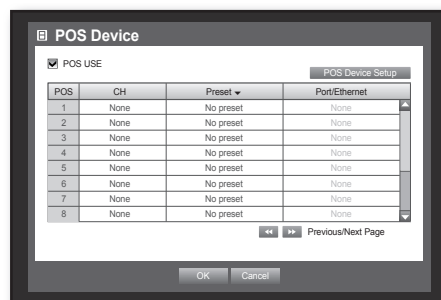 POS Device
POS USE
POS Device Setup
POS CH Preset Port/Ethernet
1 None No preset None
2 None No preset None
3 None No preset None
4 None No preset None
5 None No preset None
6 None No preset None
7 None No preset None
8 None No preset None
Previous/Next Page
OK Cancel